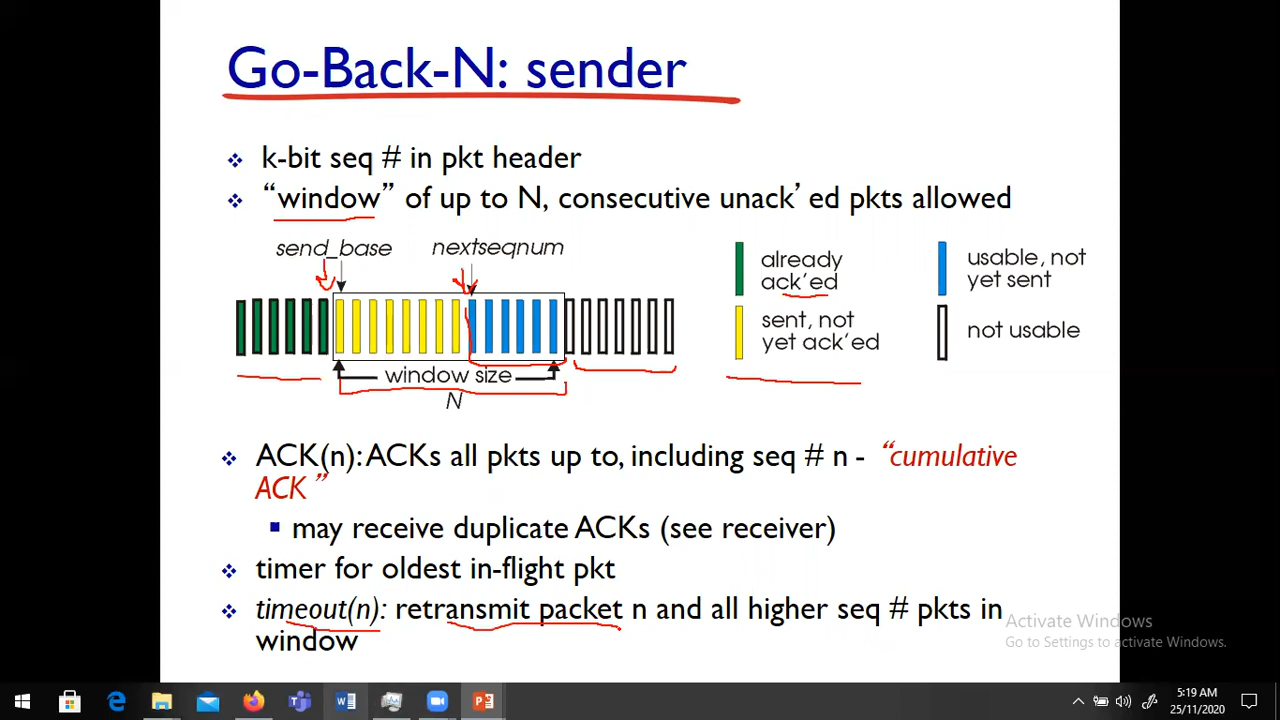 Go-Back-N: sender
❖ k-bit seq # in pkt header
❖ “window” of up to N, consecutive unack’ ed pkts allowed
send_base nextseqnum
already
ack’ed
usable, not
yet sent
sent, not
yet ack’ed
not usable
window size
N
❖ ACK(n): ACKs all pkts up to, including seq # n - “cumulative
ACK”
▪ may receive duplicate ACKs (see receiver)
❖ timer for oldest in-flight pkt
❖ timeout(n): retransmit packet n and all higher seq # pkts in
window
Activate Windows
Go to Settings to activate Windows.
5:19 AM
25/11/2020